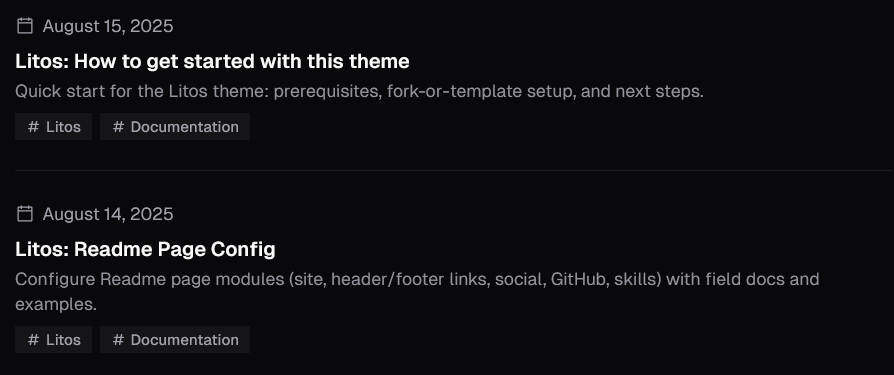 August 15, 2025
Litos: How to get started with this theme
Quick start for the Litos theme: prerequisites, fork-or-template setup, and next steps.
# Litos # Documentation
August 14, 2025
Litos: Readme Page Config
Configure Readme page modules (site, header/footer links, social, GitHub, skills) with field docs and
examples.
# Litos # Documentation